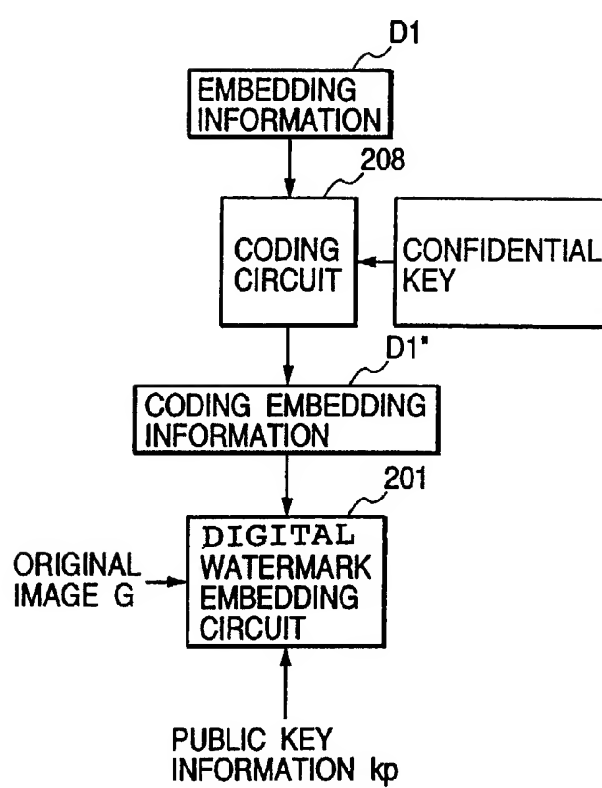 D1
EMBEDDING
INFORMATION
208
CODING
CIRCUIT
CONFIDENTIAL
KEY
D1"
CODING EMBEDDING
INFORMATION
201
DIGITAL
WATERMARK
EMBEDDING
CIRCUIT
ORIGINAL
IMAGE G
PUBLIC KEY
INFORMATION kp